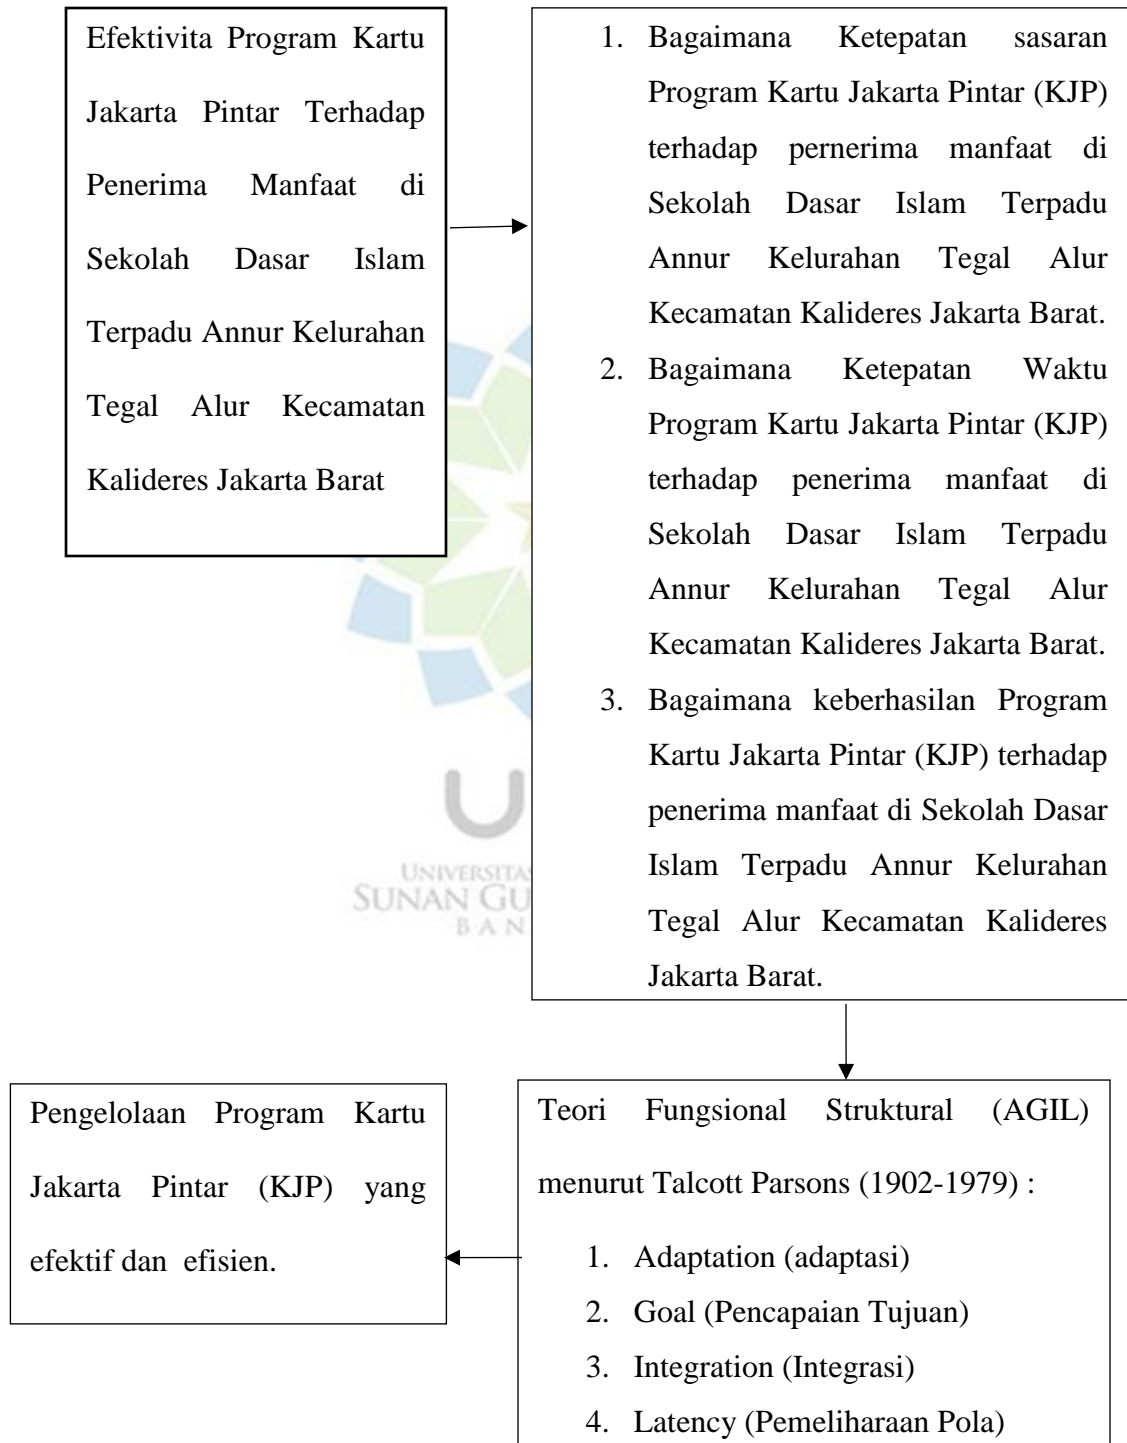 Efektivita Program Kartu
Jakarta Pintar Terhadap
Penerima Manfaat di
Sekolah Dasar Islam
Terpadu Annur Kelurahan
Tegal Alur Kecamatan
Kalideres Jakarta Barat
1. Bagaimana Ketepatan sasaran
Program Kartu Jakarta Pintar (KJP)
terhadap pernerima manfaat di
Sekolah Dasar Islam Terpadu
Annur Kelurahan Tegal Alur
Kecamatan Kalideres Jakarta Barat.
2. Bagaimana Ketepatan Waktu
Program Kartu Jakarta Pintar (KJP)
terhadap penerima manfaat di
Sekolah Dasar Islam Terpadu
Annur Kelurahan Tegal Alur
Kecamatan Kalideres Jakarta Barat.
3. Bagaimana keberhasilan Program
Kartu Jakarta Pintar (KJP) terhadap
penerima manfaat di Sekolah Dasar
Islam Terpadu Annur Kelurahan
Tegal Alur Kecamatan Kalideres
Jakarta Barat.
U
UNIVERSITAS
SUNAN GU
BAN
Teori Fungsional Struktural (AGIL)
menurut Talcott Parsons (1902-1979) :
1. Adaptation (adaptasi)
2. Goal (Pencapaian Tujuan)
3. Integration (Integrasi)
4. Latency (Pemeliharaan Pola)
Pengelolaan Program Kartu
Jakarta Pintar (KJP) yang
efektif dan efisien.